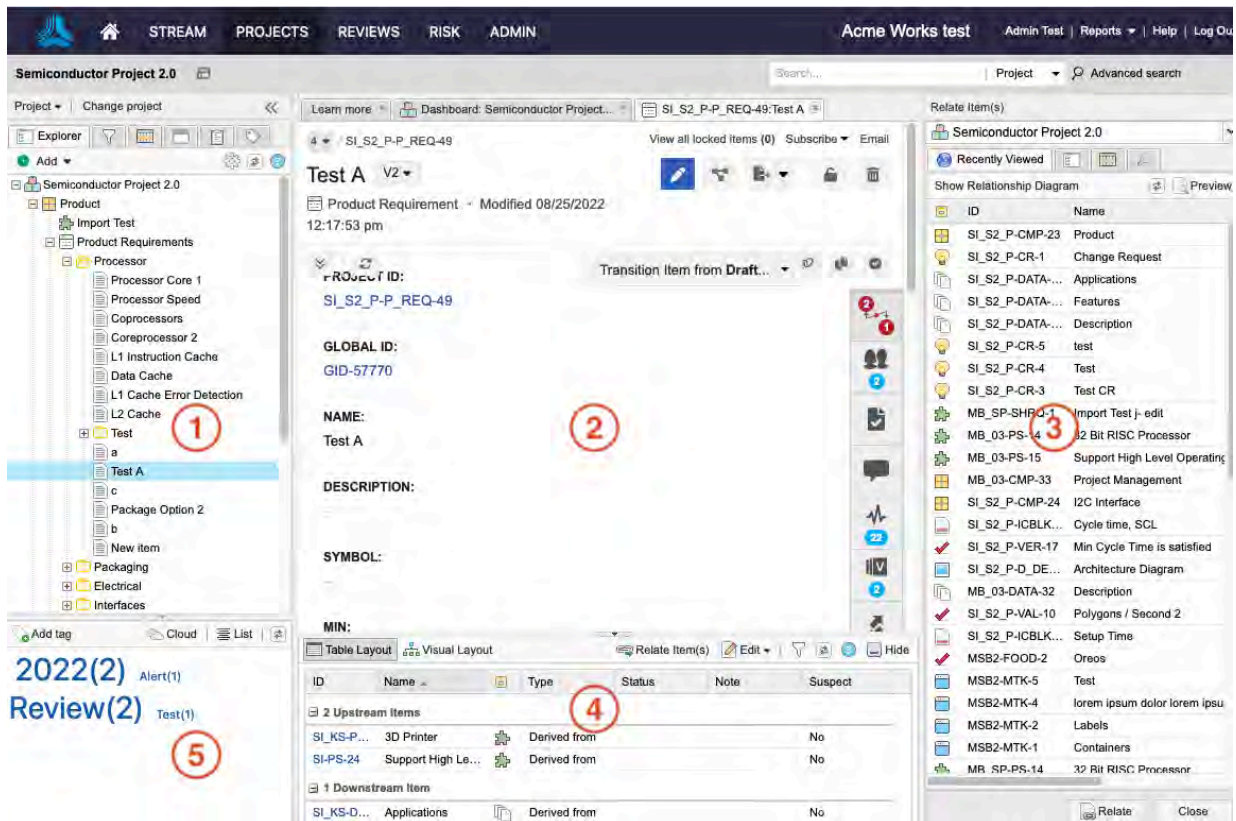 STREAM PROJECTS REVIEWS RISK ADMIN Acme Works test Admin Test | Reports | Help | Log Ou
Semiconductor Project 2.0 Search... Project Advanced search
Project Change project
Explorer
Add
Semiconductor Project 2.0
Product
Import Test
Product Requirements
Processor
Processor Core 1
Processor Speed
Coprocessors
Coreprocessor 2
L1 Instruction Cache
Data Cache
L1 Cache Error Detection
L2 Cache
1
Test
a
Test A
c
Package Option 2
b
New item
Packaging
Electrical
Interfaces
Add tag Cloud List
2022(2) Alert(1)
Review(2) Test(1)
5
Learn more Dashboard: Semiconductor Project... SI_S2_P-P_REQ-49:Test A
4 SI_S2_P-P_REQ-49 View all locked items (0) Subscribe Email
Test A V2
Product Requirement · Modified 08/25/2022
12:17:53 pm
Transition Item from Draft...
PROJECT ID:
SI_S2_P-P_REQ-49
GLOBAL ID:
GID-57770
NAME:
Test A
2
DESCRIPTION:
SYMBOL:
MIN:
2
1
2
22
V
2
Table Layout Visual Layout Relate Item(s) Edit Hide
ID Name Type Status Note Suspect
4
2 Upstream Items
SI_KS-P... 3D Printer Derived from No
SI-PS-24 Support High Le... Derived from No
1 Downstream Item
SI_KS-D... Applications Derived from No
Relate Item(s)
Semiconductor Project 2.0
Recently Viewed
Show Relationship Diagram Preview
ID Name
SI_S2_P-CMP-23 Product
SI_S2_P-CR-1 Change Request
SI_S2_P-DATA-... Applications
SI_S2_P-DATA-... Features
SI_S2_P-DATA-... Description
SI_S2_P-CR-5 test
SI_S2_P-CR-4 Test
SI_S2_P-CR-3 Test CR
MB_SP-SHRQ-1 Import Test j- edit
MB_03-PS-14 32 Bit RISC Processor
3
MB_03-PS-15 Support High Level Operating
MB_03-CMP-33 Project Management
SI_S2_P-CMP-24 I2C Interface
SI_S2_P-ICBLK... Cycle time, SCL
SI_S2_P-VER-17 Min Cycle Time is satisfied
SI_S2_P-D_DE... Architecture Diagram
MB_03-DATA-32 Description
SI_S2_P-VAL-10 Polygons / Second 2
SI_S2_P-ICBLK... Setup Time
MSB2-FOOD-2 Oreos
MSB2-MTK-5 Test
MSB2-MTK-4 lorem ipsum dolor lorem ipsu
MSB2-MTK-2 Labels
MSB2-MTK-1 Containers
MB_SP-PS-14 32 Bit RISC Processor
Relate Close